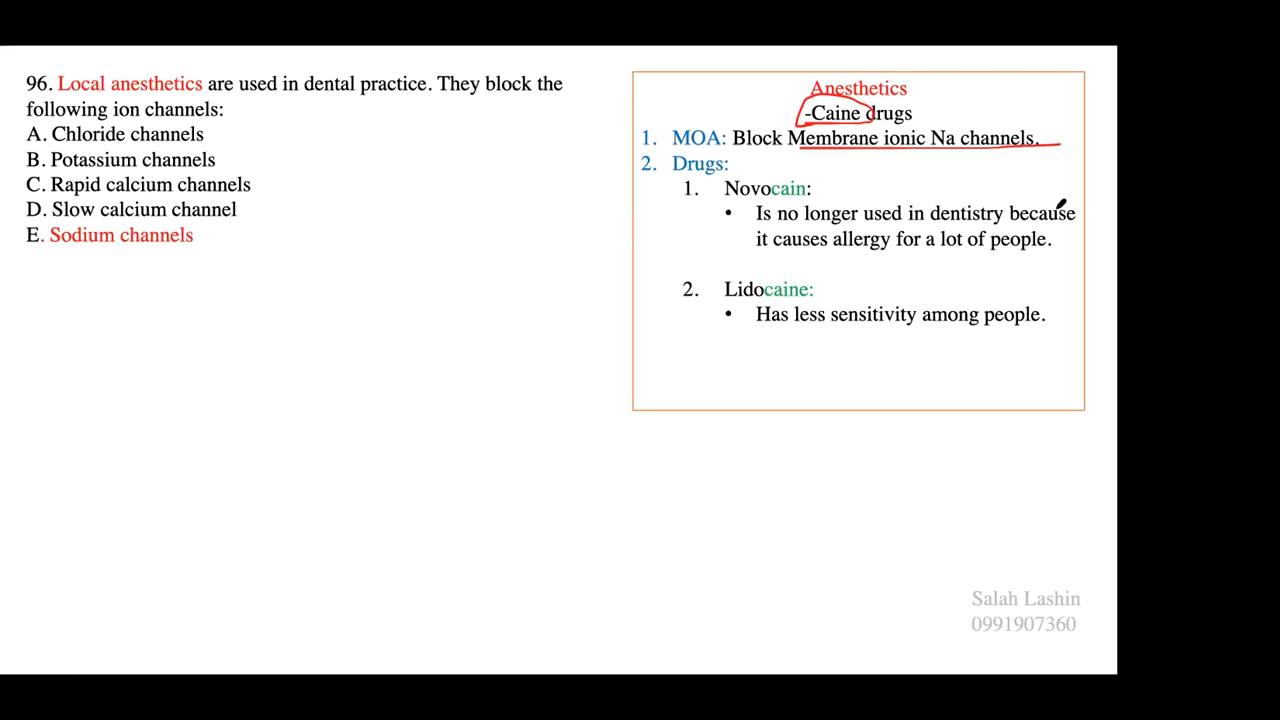 96. Local anesthetics are used in dental practice. They block the
following ion channels:
A. Chloride channels
B. Potassium channels
C. Rapid calcium channels
D. Slow calcium channel
E. Sodium channels
Anesthetics
-Caine drugs
1. MOA: Block Membrane ionic Na channels.
2. Drugs:
1. Novocain:
• Is no longer used in dentistry because
it causes allergy for a lot of people.
2. Lidocaine:
• Has less sensitivity among people.
Salah Lashin
0991907360